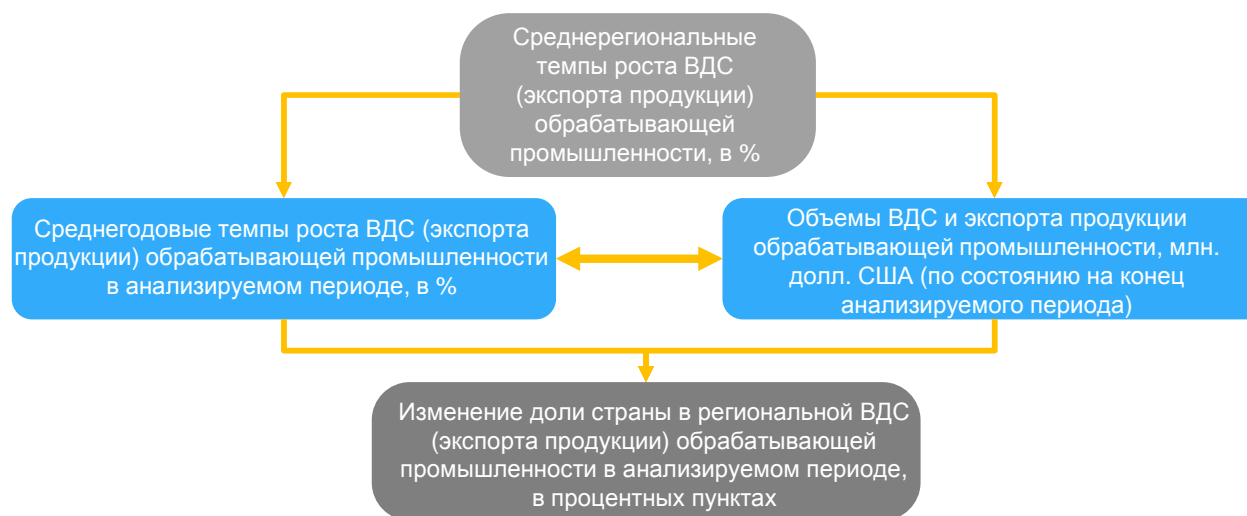 Среднерегиональные
темпы роста ВДС
(экспорта продукции)
обрабатывающей
промышленности, в %
Среднегодовые темпы роста ВДС (экспорта
продукции) обрабатывающей промышленности
в анализируемом периоде, в %
Объемы ВДС и экспорта продукции
обрабатывающей промышленности, млн.
долл. США (по состоянию на конец
анализируемого периода)
Изменение доли страны в региональной ВДС
(экспорта продукции) обрабатывающей
промышленности в анализируемом периоде,
в процентных пунктах